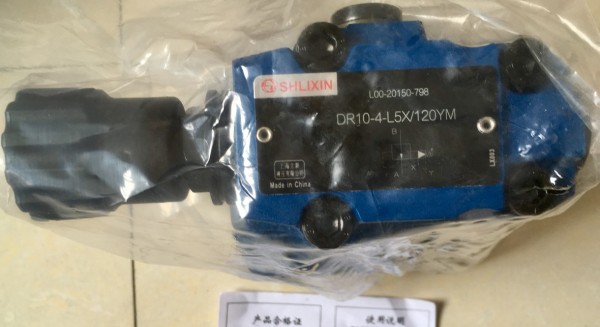 SHLIXIN
L00-20150-798
DR10-4-L5X/120YM
B
A
X
Made in China
产品合格证
使用说明